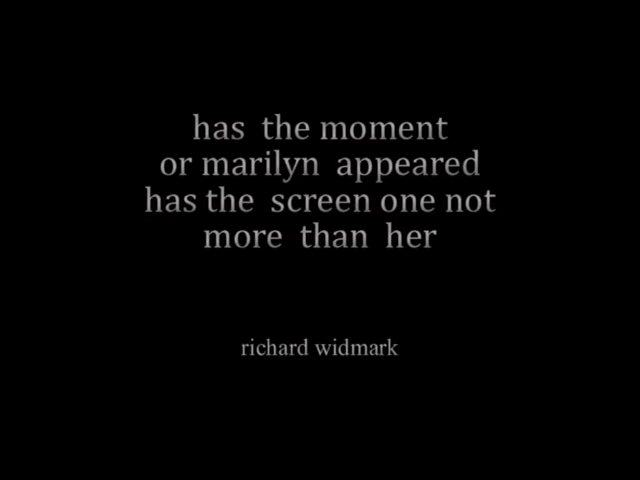 has the moment
or marilyn appeared
has the screen one not
more than her
richard widmark